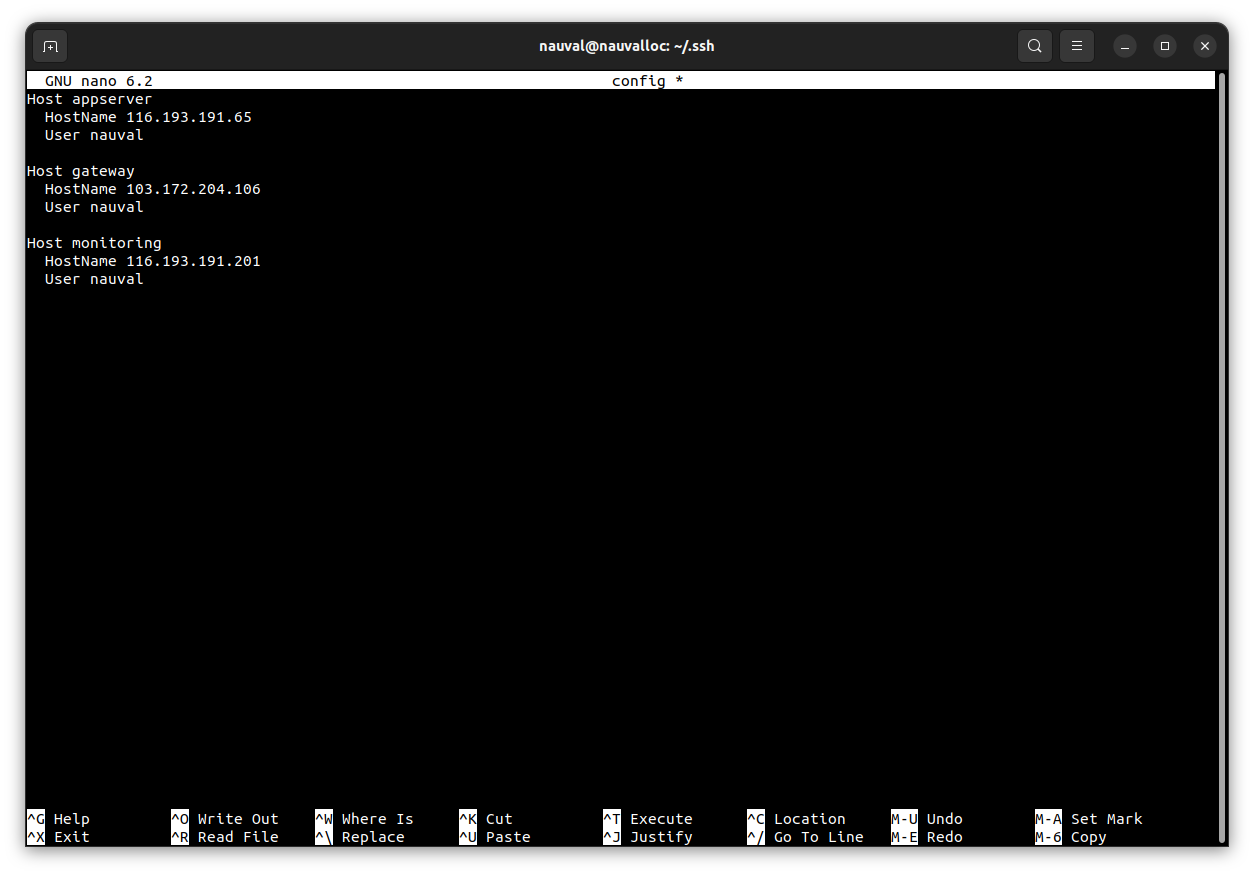 nauval@nauvalloc: ~/.ssh
GNU nano 6.2 config *
Host appserver
  HostName 116.193.191.65
  User nauval

Host gateway
  HostName 103.172.204.106
  User nauval

Host monitoring
  HostName 116.193.191.201
  User nauval

^G Help ^O Write Out ^W Where Is ^K Cut ^T Execute ^C Location M-U Undo M-A Set Mark
^X Exit ^R Read File ^\ Replace ^U Paste ^J Justify ^/ Go To Line M-E Redo M-6 Copy